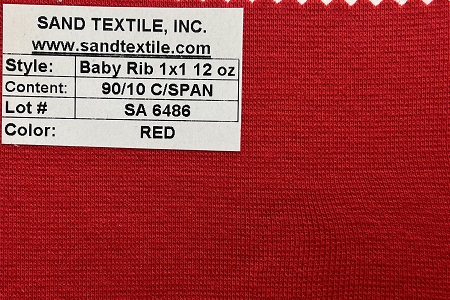 SAND TEXTILE, INC.
www.sandtextile.com
Style: Baby Rib 1x1 12 oz
Content: 90/10 C/SPAN
Lot # SA 6486
Color: RED